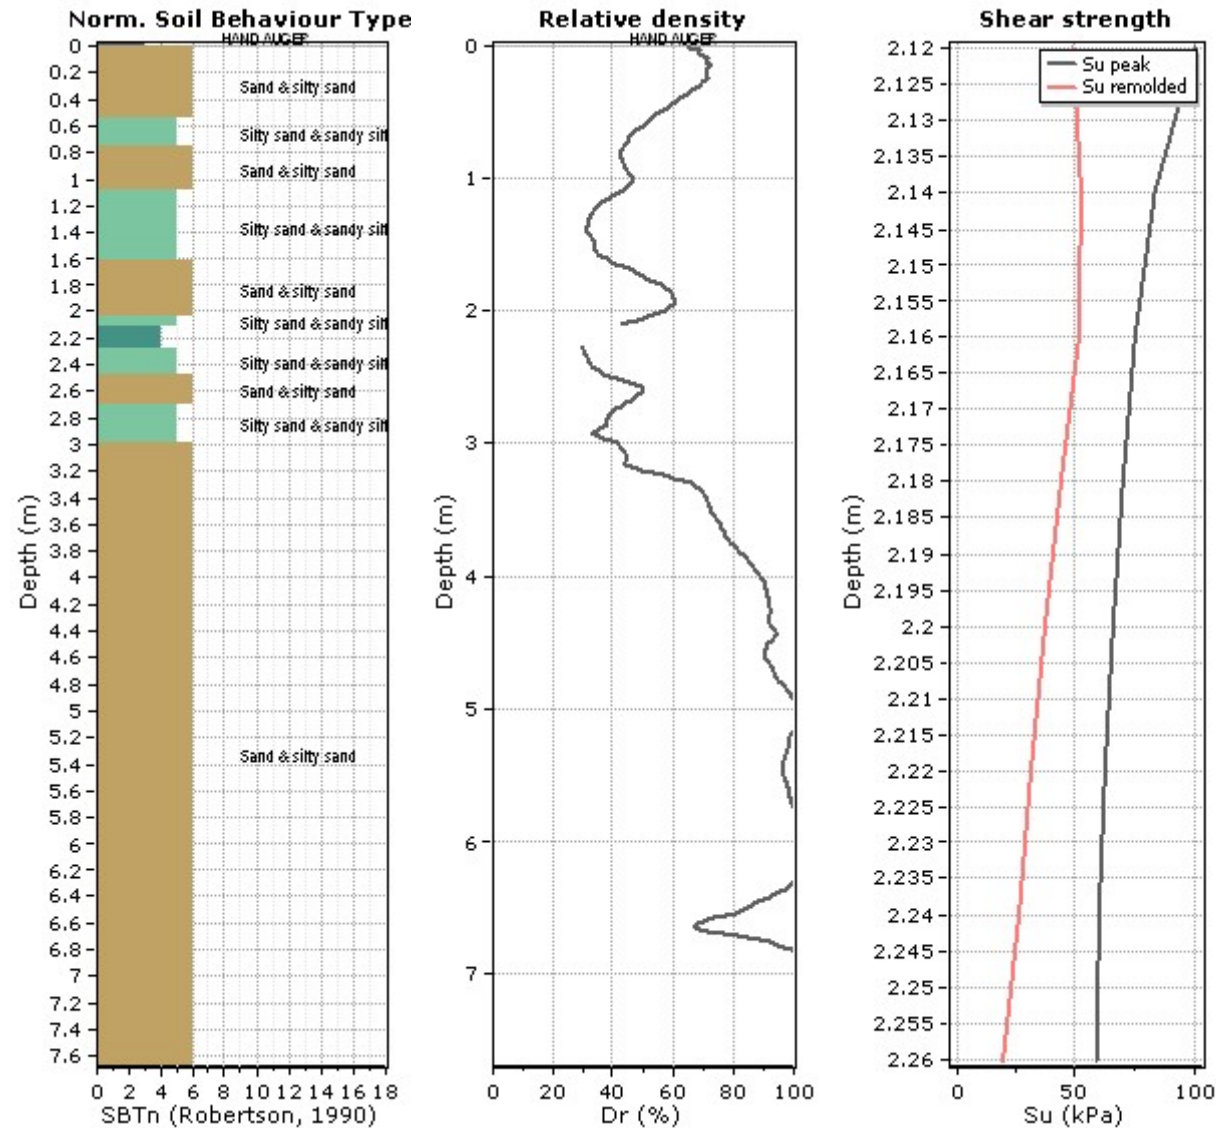 Norm. Soil Behaviour Type
HAND AUGER
0
0.2
0.4
0.6
0.8
1
1.2
1.4
1.6
1.8
2
2.2
2.4
2.6
2.8
3
3.2
3.4
3.6
3.8
4
4.2
4.4
4.6
4.8
5
5.2
5.4
5.6
5.8
6
6.2
6.4
6.6
6.8
7
7.2
7.4
7.6
Depth (m)
Sand & silty sand
Silty sand & sandy silt
Sand & silty sand
Silty sand & sandy silt
Sand & silty sand
Silty sand & sandy silt
Silty sand & sandy silt
Sand & silty sand
Silty sand & sandy silt
Sand & silty sand
0 2 4 6 8 10 12 14 16 18
SBTn (Robertson, 1990)
Relative density
HAND AUGER
0
1
2
3
4
5
6
7
Depth (m)
0 20 40 60 80 100
Dr (%)
Shear strength
Su peak
Su remolded
2.12
2.125
2.13
2.135
2.14
2.145
2.15
2.155
2.16
2.165
2.17
2.175
2.18
2.185
2.19
2.195
2.2
2.205
2.21
2.215
2.22
2.225
2.23
2.235
2.24
2.245
2.25
2.255
2.26
Depth (m)
0 50 100
Su (kPa)